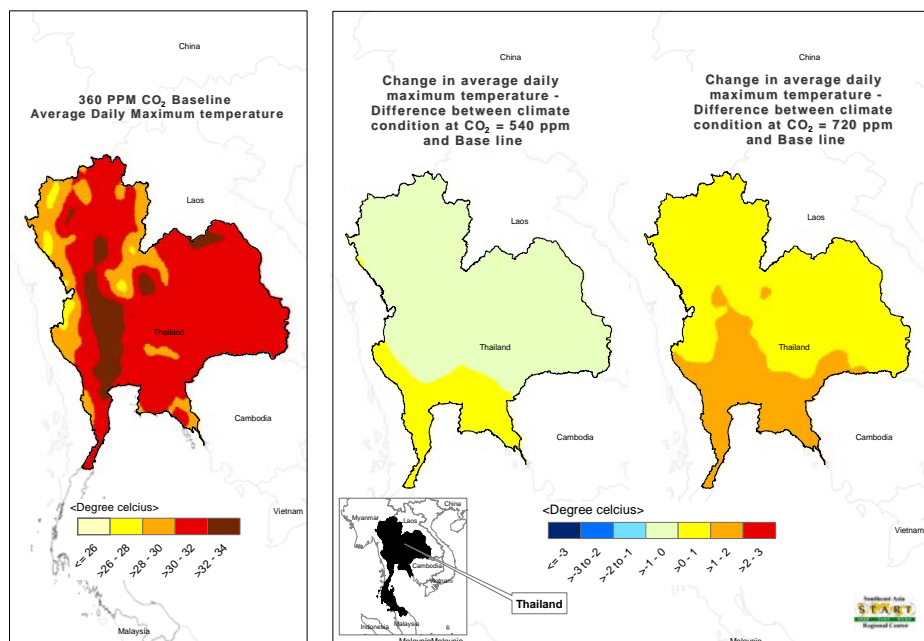 China
360 PPM CO₂ Baseline
Average Daily Maximum temperature
Laos
Thailand
Cambodia
Vietnam
<Degree celcius>
<= 26
>26 - 28
>28 - 30
>30 - 32
>32 - 34
Malaysia
China
Change in average daily
maximum temperature -
Difference between climate
condition at CO₂ = 540 ppm
and Base line
Laos
Thailand
Cambodia
China
Change in average daily
maximum temperature -
Difference between climate
condition at CO₂ = 720 ppm
and Base line
Laos
Thailand
Cambodia
Vietnam
<Degree celcius>
<= -3
>-3 to -2
>-2 to -1
>-1 - 0
>0 - 1
>1 - 2
>2 - 3
China
Myanmar
Laos
Cambodia
Vietnam
Indonesia
Malaysia
Malaysia
Thailand
Southeast Asia
START
Regional Center